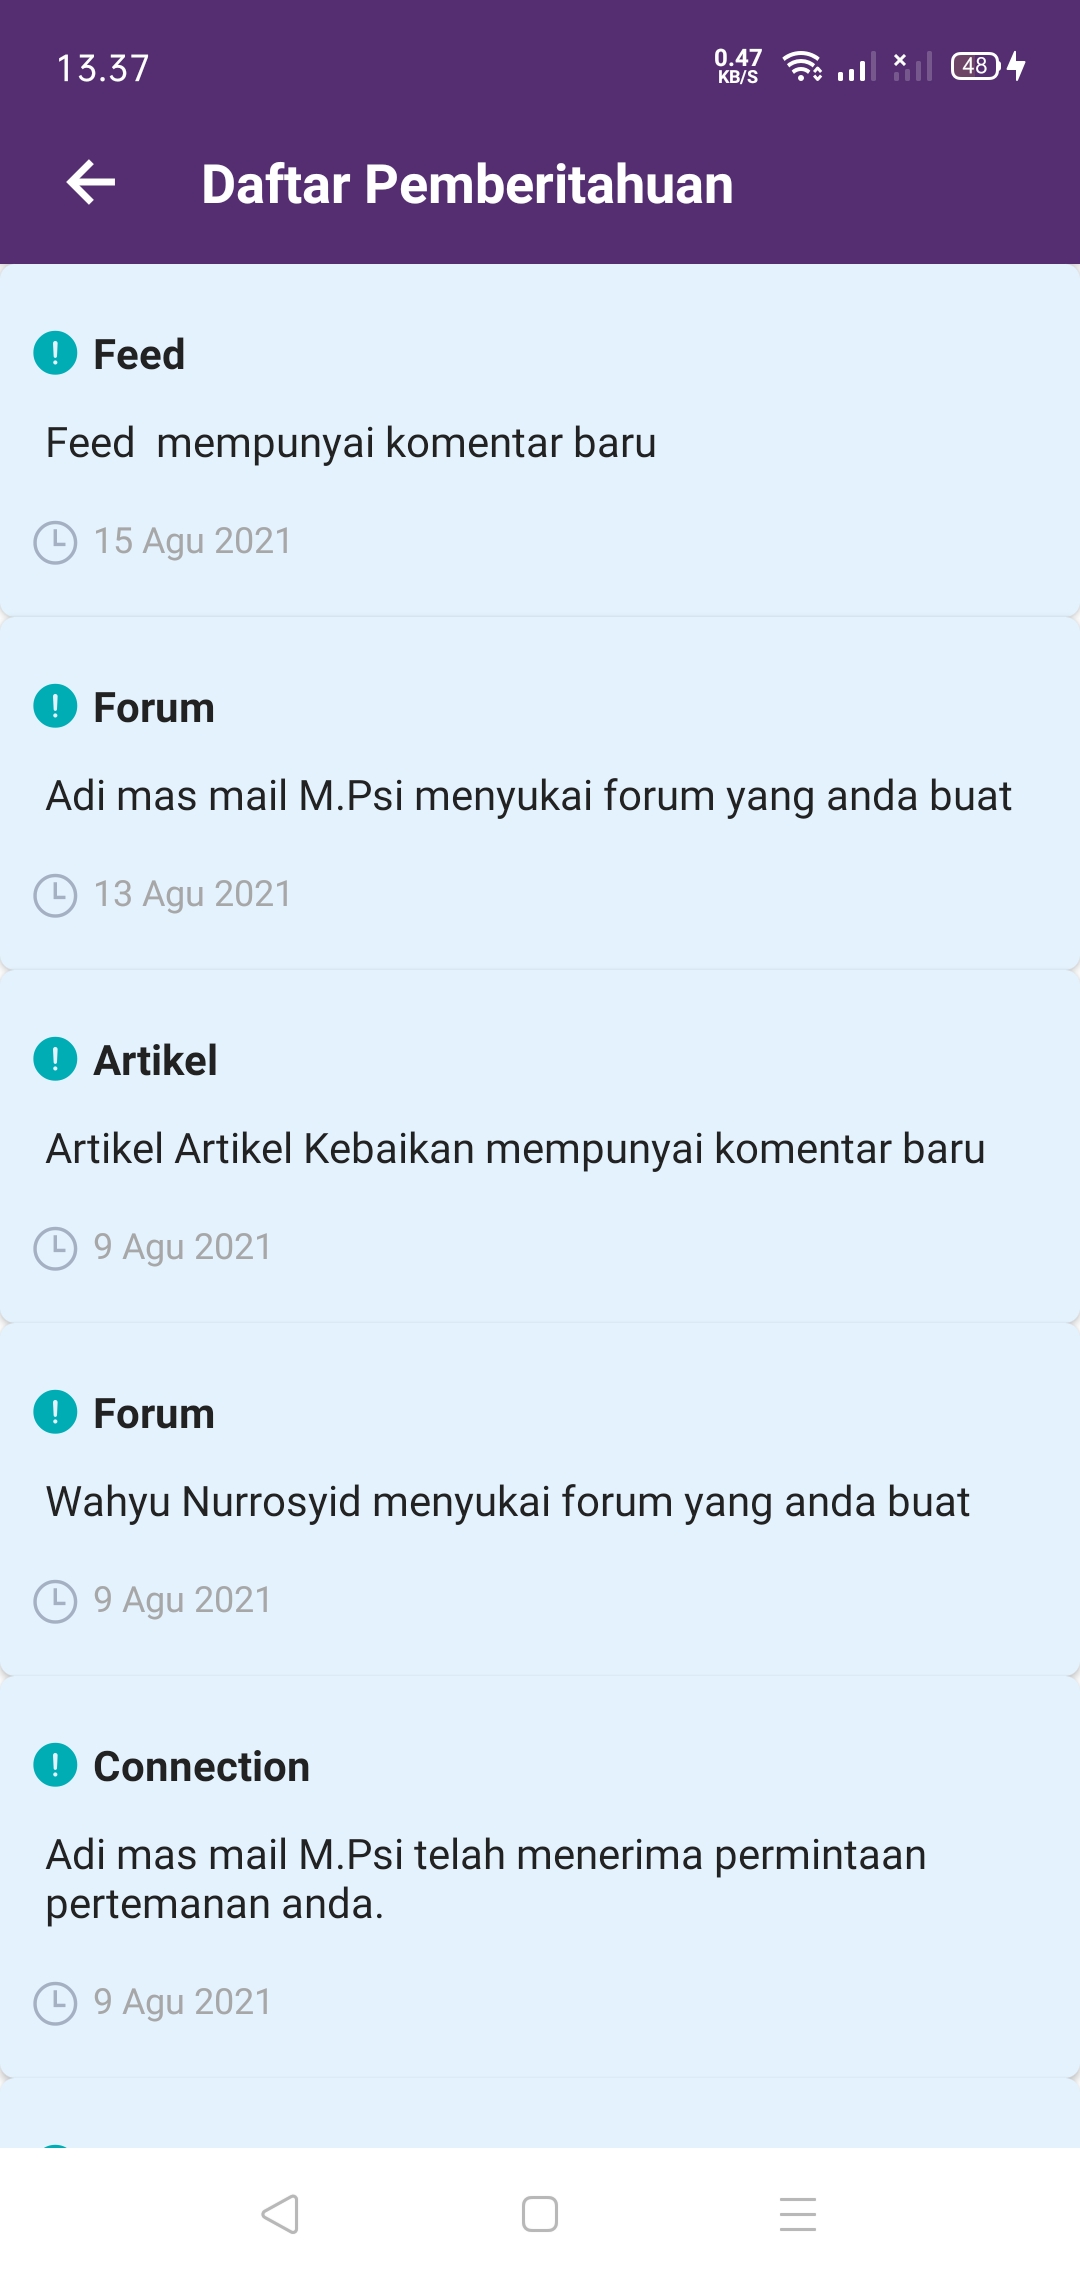 13.37
0.47
KB/S
48
Daftar Pemberitahuan
Feed
Feed  mempunyai komentar baru
15 Agu 2021
Forum
Adi mas mail M.Psi menyukai forum yang anda buat
13 Agu 2021
Artikel
Artikel Artikel Kebaikan mempunyai komentar baru
9 Agu 2021
Forum
Wahyu Nurrosyid menyukai forum yang anda buat
9 Agu 2021
Connection
Adi mas mail M.Psi telah menerima permintaan
pertemanan anda.
9 Agu 2021